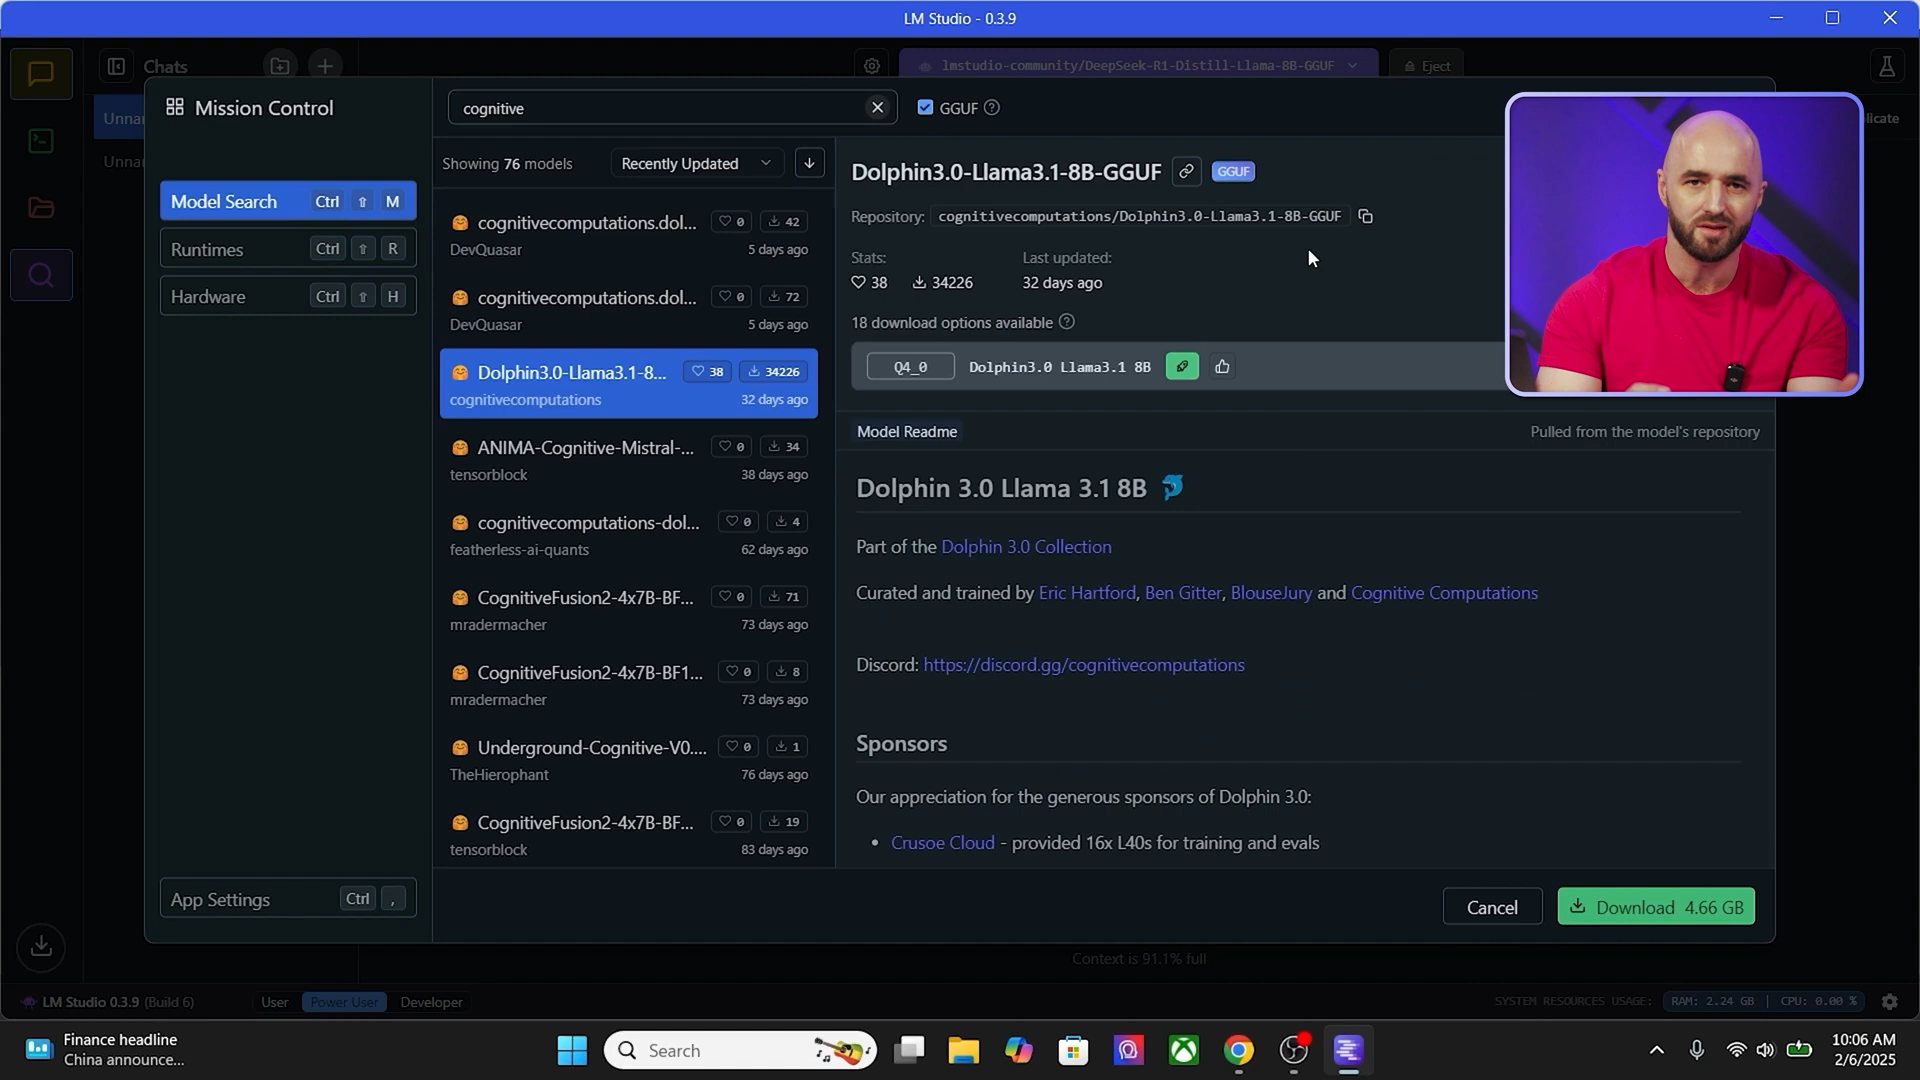 LM Studio - 0.3.9
Chats
lmstudio-community/DeepSeek-R1-Distill-Llama-8B-GGUF
Eject
Unnar
Unnar
licate
Mission Control
Model Search Ctrl ⇧ M
Runtimes Ctrl ⇧ R
Hardware Ctrl ⇧ H
App Settings Ctrl ,
cognitive
GGUF
Showing 76 models
Recently Updated
cognitivecomputations.dol... 0 42
DevQuasar 5 days ago
cognitivecomputations.dol... 0 72
DevQuasar 5 days ago
Dolphin3.0-Llama3.1-8... 38 34226
cognitivecomputations 32 days ago
ANIMA-Cognitive-Mistral-... 0 34
tensorblock 38 days ago
cognitivecomputations-dol... 0 4
featherless-ai-quants 62 days ago
CognitiveFusion2-4x7B-BF... 0 71
mradermacher 73 days ago
CognitiveFusion2-4x7B-BF1... 0 8
mradermacher 73 days ago
Underground-Cognitive-V0.... 0 1
TheHierophant 76 days ago
CognitiveFusion2-4x7B-BF... 0 19
tensorblock 83 days ago
Dolphin3.0-Llama3.1-8B-GGUF GGUF
Repository: cognitivecomputations/Dolphin3.0-Llama3.1-8B-GGUF
Stats: Last updated:
38 34226 32 days ago
18 download options available
Q4_0 Dolphin3.0 Llama3.1 8B
Model Readme Pulled from the model's repository
Dolphin 3.0 Llama 3.1 8B
Part of the Dolphin 3.0 Collection
Curated and trained by Eric Hartford, Ben Gitter, BlouseJury and Cognitive Computations
Discord: https://discord.gg/cognitivecomputations
Sponsors
Our appreciation for the generous sponsors of Dolphin 3.0:
• Crusoe Cloud - provided 16x L40s for training and evals
Cancel
Download 4.66 GB
Context is 91.1% full
LM Studio 0.3.9 (Build 6) User Power User Developer
SYSTEM RESOURCES USAGE: RAM: 2.24 GB | CPU: 0.00 %
Finance headline
China announce...
Search
10:06 AM
2/6/2025